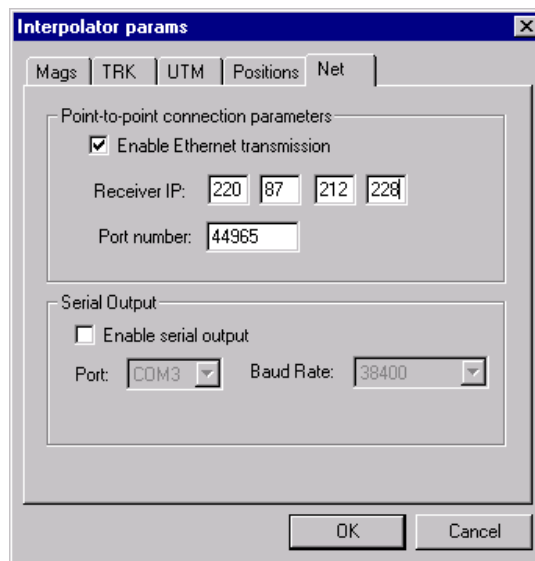 Interpolator params
Mags TRK UTM Positions Net
Point-to-point connection parameters
Enable Ethernet transmission
Receiver IP: 220 87 212 228
Port number: 44965
Serial Output
Enable serial output
Port: COM3 Baud Rate: 38400
OK Cancel